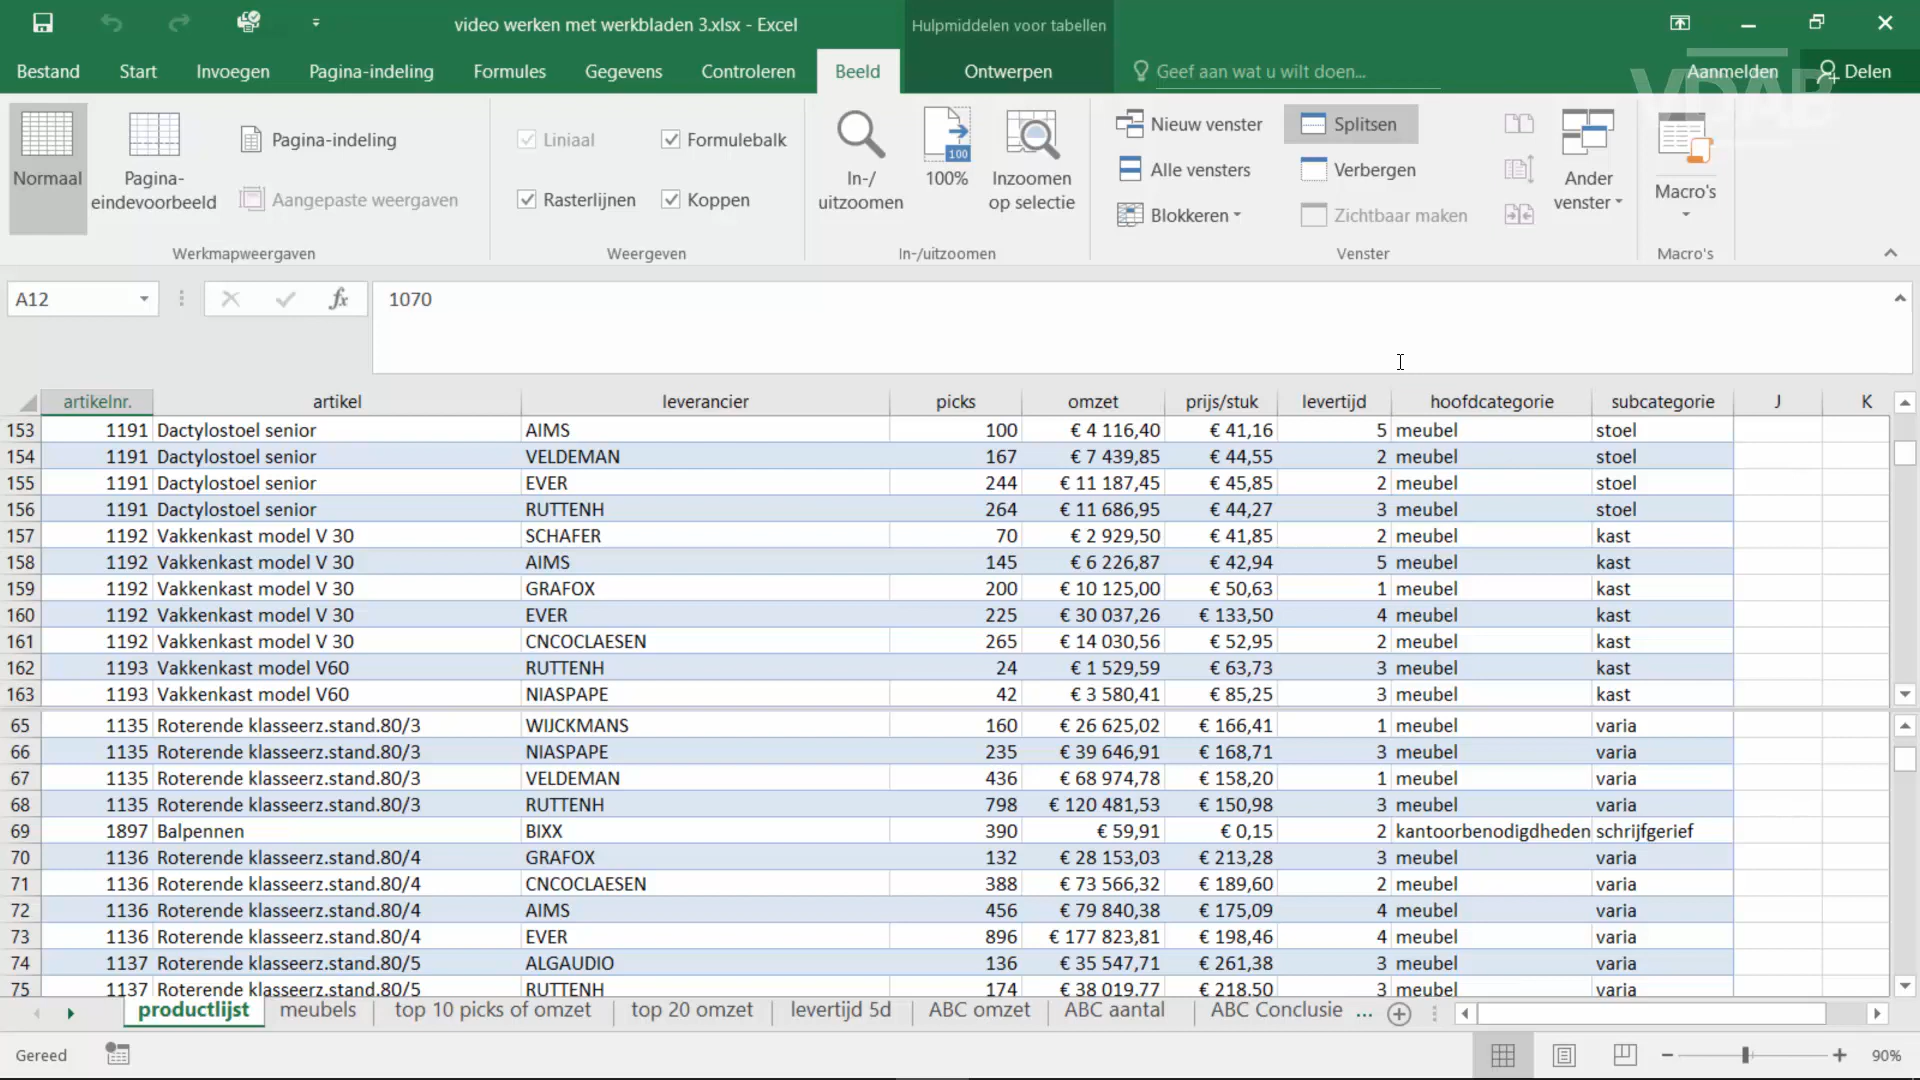 video werken met werkbladen 3.xlsx - Excel
Hulpmiddelen voor tabellen
Bestand Start Invoegen Pagina-indeling Formules Gegevens Controleren Beeld Ontwerpen Geef aan wat u wilt doen... Aanmelden Delen
VDAB
Normaal
Pagina-
eindevoorbeeld
Pagina-indeling
Aangepaste weergaven
Werkmapweergaven
Liniaal
Formulebalk
Rasterlijnen
Koppen
Weergeven
In-/
uitzoomen
100
100%
Inzoomen
op selectie
In-/uitzoomen
Nieuw venster
Alle vensters
Blokkeren
Splitsen
Verbergen
Zichtbaar maken
Ander
venster
Venster
Macro's
Macro's
A12 fx 1070
artikelnr. artikel leverancier picks omzet prijs/stuk levertijd hoofdcategorie subcategorie J K
153 1191 Dactylostoel senior AIMS 100 € 4 116,40 € 41,16 5 meubel stoel
154 1191 Dactylostoel senior VELDEMAN 167 € 7 439,85 € 44,55 2 meubel stoel
155 1191 Dactylostoel senior EVER 244 € 11 187,45 € 45,85 2 meubel stoel
156 1191 Dactylostoel senior RUTTENH 264 € 11 686,95 € 44,27 3 meubel stoel
157 1192 Vakkenkast model V 30 SCHAFER 70 € 2 929,50 € 41,85 2 meubel kast
158 1192 Vakkenkast model V 30 AIMS 145 € 6 226,87 € 42,94 5 meubel kast
159 1192 Vakkenkast model V 30 GRAFOX 200 € 10 125,00 € 50,63 1 meubel kast
160 1192 Vakkenkast model V 30 EVER 225 € 30 037,26 € 133,50 4 meubel kast
161 1192 Vakkenkast model V 30 CNCOCLAESEN 265 € 14 030,56 € 52,95 2 meubel kast
162 1193 Vakkenkast model V60 RUTTENH 24 € 1 529,59 € 63,73 3 meubel kast
163 1193 Vakkenkast model V60 NIASPAPE 42 € 3 580,41 € 85,25 3 meubel kast
65 1135 Roterende klasseerz.stand.80/3 WIJCKMANS 160 € 26 625,02 € 166,41 1 meubel varia
66 1135 Roterende klasseerz.stand.80/3 NIASPAPE 235 € 39 646,91 € 168,71 3 meubel varia
67 1135 Roterende klasseerz.stand.80/3 VELDEMAN 436 € 68 974,78 € 158,20 1 meubel varia
68 1135 Roterende klasseerz.stand.80/3 RUTTENH 798 € 120 481,53 € 150,98 3 meubel varia
69 1897 Balpennen BIXX 390 € 59,91 € 0,15 2 kantoorbenodigdheden schrijfgerief
70 1136 Roterende klasseerz.stand.80/4 GRAFOX 132 € 28 153,03 € 213,28 3 meubel varia
71 1136 Roterende klasseerz.stand.80/4 CNCOCLAESEN 388 € 73 566,32 € 189,60 2 meubel varia
72 1136 Roterende klasseerz.stand.80/4 AIMS 456 € 79 840,38 € 175,09 4 meubel varia
73 1136 Roterende klasseerz.stand.80/4 EVER 896 € 177 823,81 € 198,46 4 meubel varia
74 1137 Roterende klasseerz.stand.80/5 ALGAUDIO 136 € 35 547,71 € 261,38 3 meubel varia
75 1137 Roterende klasseerz.stand.80/5 RUTTENH 174 € 38 019,77 € 218,50 3 meubel varia
productlijst meubels top 10 picks of omzet top 20 omzet levertijd 5d ABC omzet ABC aantal ABC Conclusie ...
Gereed 90%